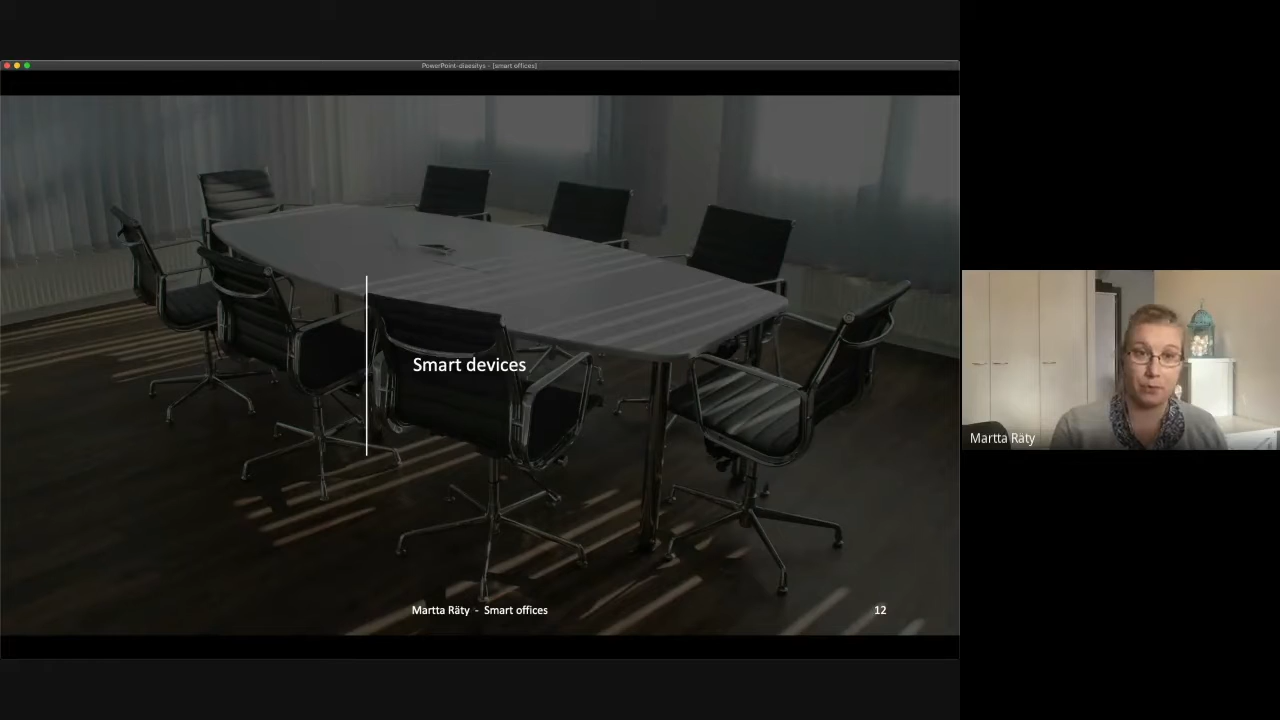 PowerPoint-diaesitys - [smart offices]
Smart devices
Martta Räty - Smart offices
12
Martta Räty